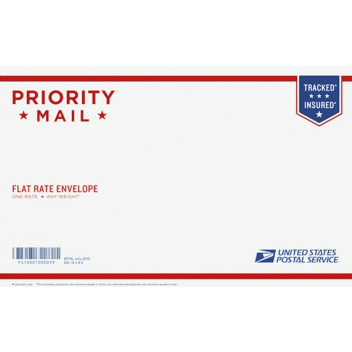 PRIORITY®
★ MAIL ★
TRACKED®
★ ★ ★
INSURED®
★
FLAT RATE ENVELOPE
ONE RATE ★ ANY WEIGHT*
UNITED STATES
POSTAL SERVICE®